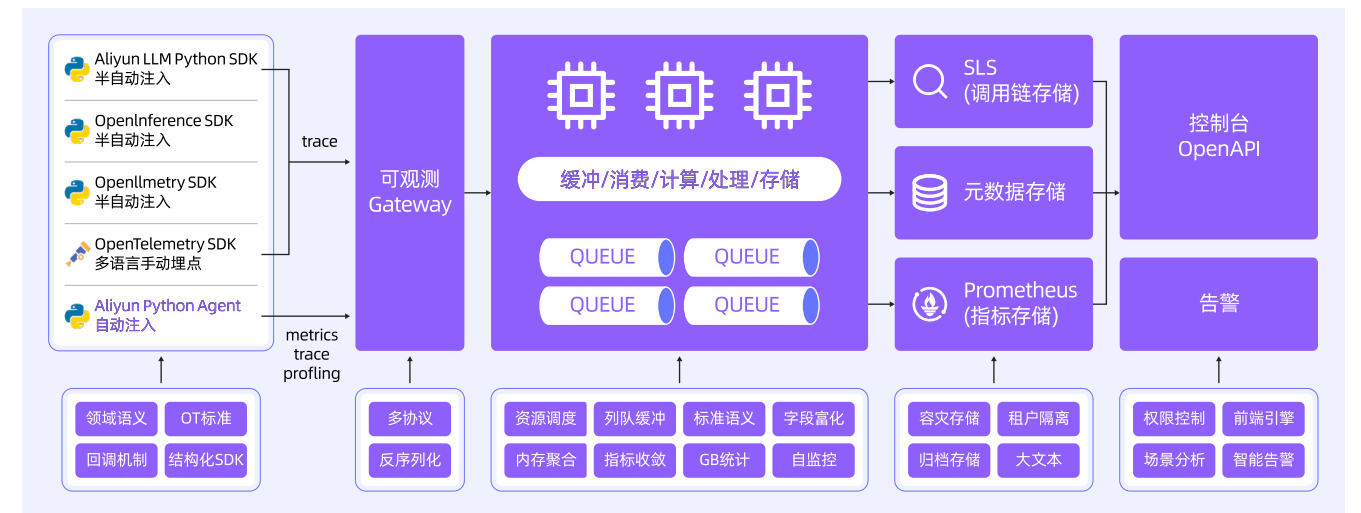 Aliyun LLM Python SDK
半自动注入
OpenInference SDK
半自动注入
Openllmetry SDK
半自动注入
OpenTelemetry SDK
多语言手动埋点
Aliyun Python Agent
自动注入
trace
metrics
trace
profling
可观测
Gateway
缓冲/消费/计算/处理/存储
QUEUE
QUEUE
QUEUE
QUEUE
SLS
(调用链存储)
元数据存储
Prometheus
(指标存储)
控制台
OpenAPI
告警
领域语义
OT标准
回调机制
结构化SDK
多协议
反序列化
资源调度
列队缓冲
标准语义
字段富化
内存聚合
指标收敛
GB统计
自监控
容灾存储
租户隔离
归档存储
大文本
权限控制
前端引擎
场景分析
智能告警